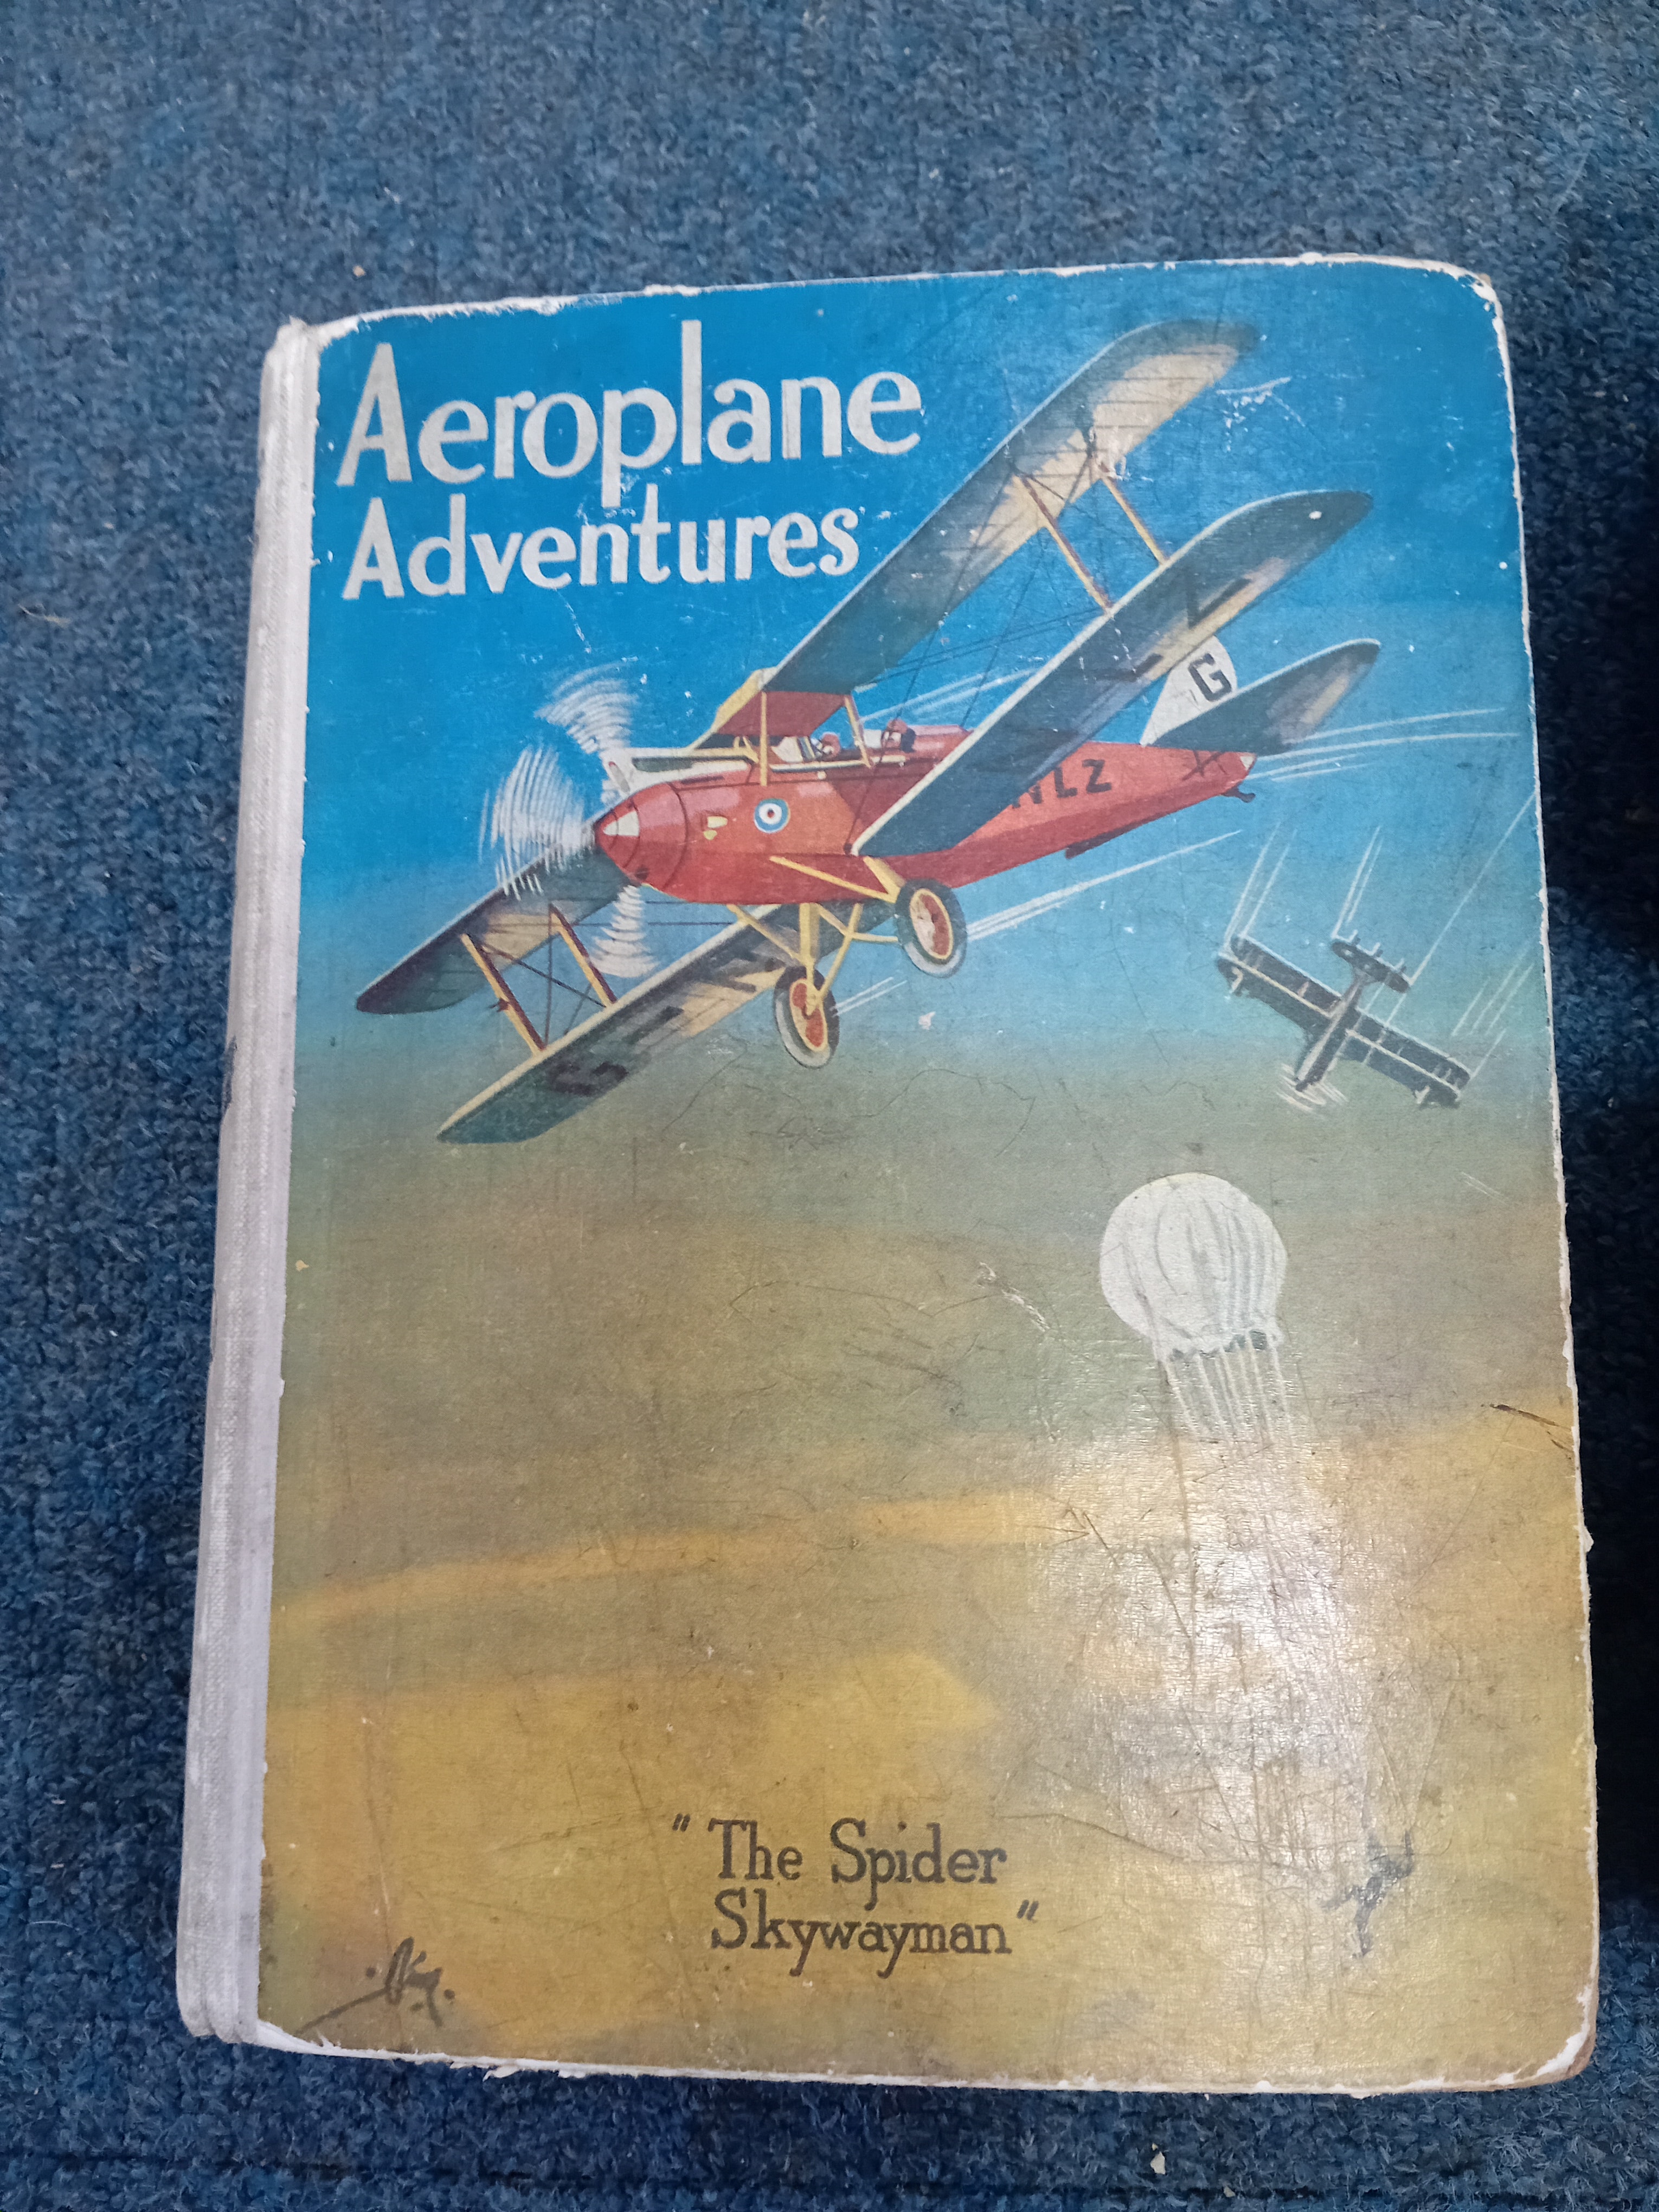 Aeroplane
Adventures
G
NLZ
G
"The Spider
Skywayman"